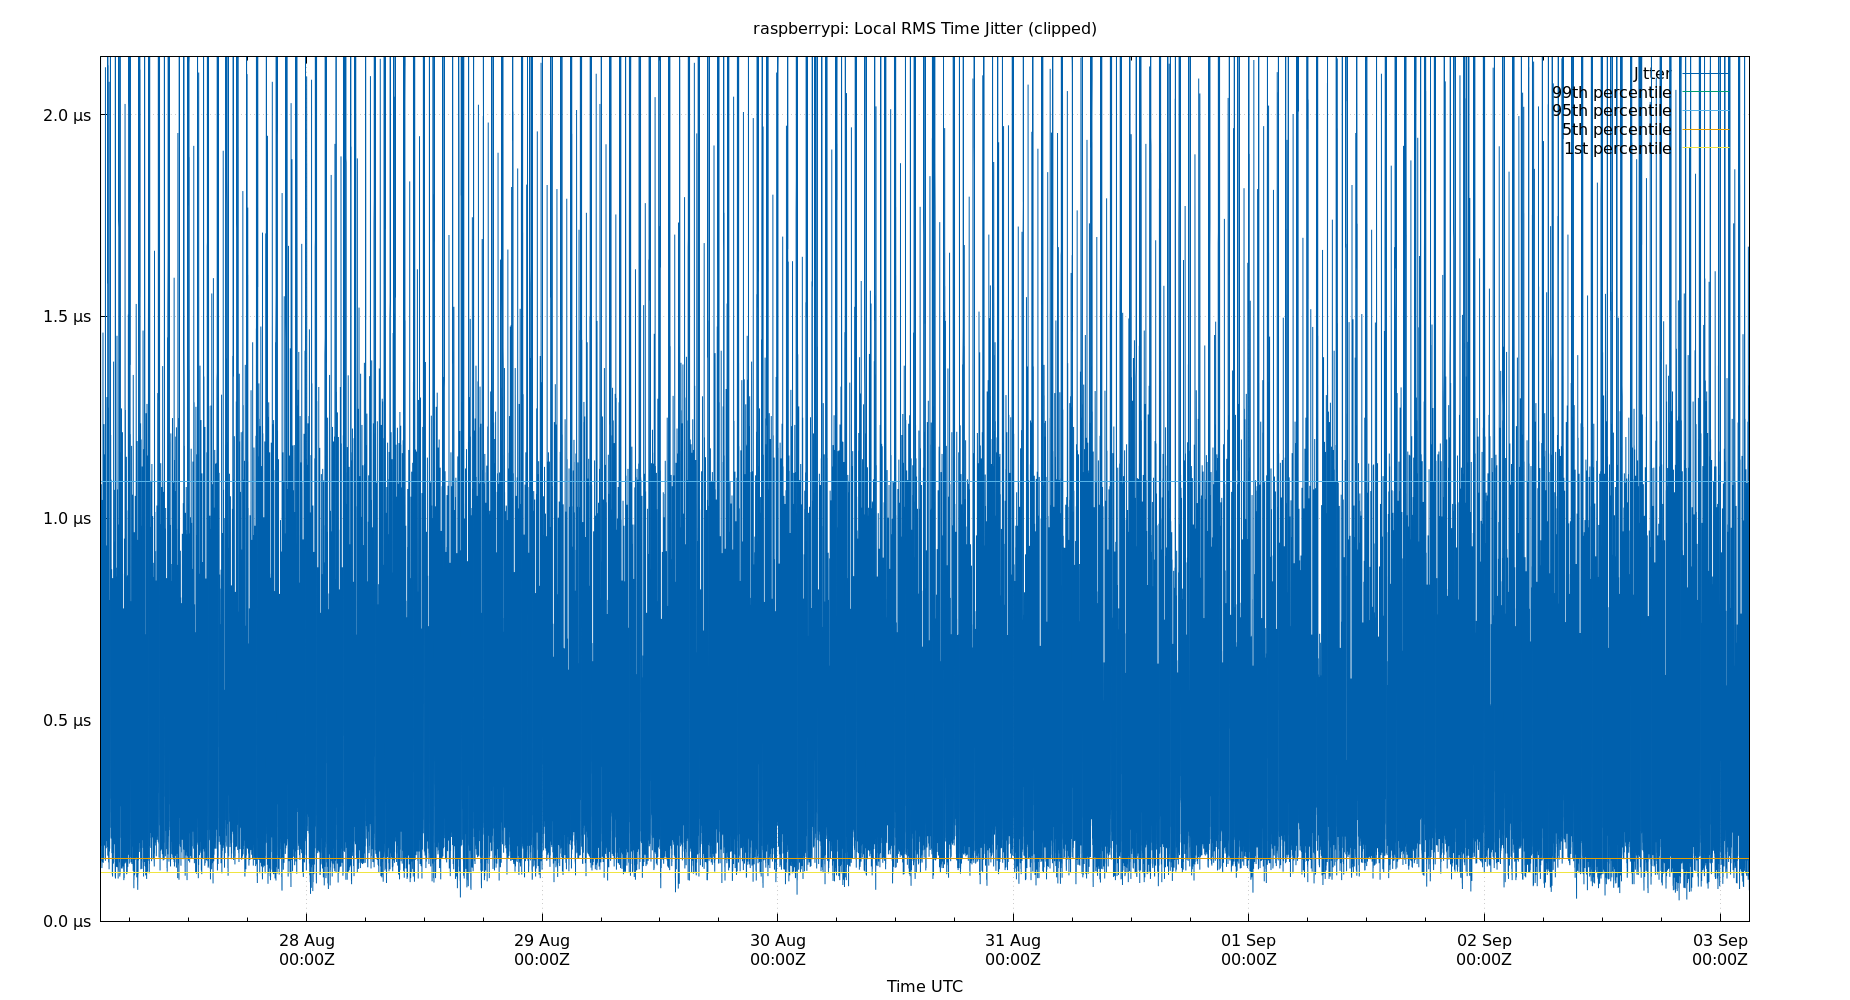 raspberrypi: Local RMS Time Jitter (clipped)
Jitter
99th percentile
95th percentile
5th percentile
1st percentile
2.0 µs
1.5 µs
1.0 µs
0.5 µs
0.0 µs
28 Aug 29 Aug 30 Aug 31 Aug 01 Sep 02 Sep 03 Sep
00:00Z 00:00Z 00:00Z 00:00Z 00:00Z 00:00Z 00:00Z
Time UTC